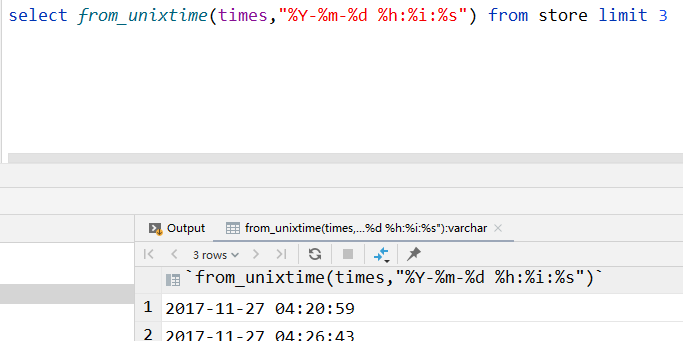 select from_unixtime(times,"%Y-%m-%d %h:%i:%s") from store limit 3
Output
from_unixtime(times,...%d %h:%i:%s"):varchar
3 rows
`from_unixtime(times,"%Y-%m-%d %h:%i:%s")`
1 2017-11-27 04:20:59
2 2017-11-27 04:26:43